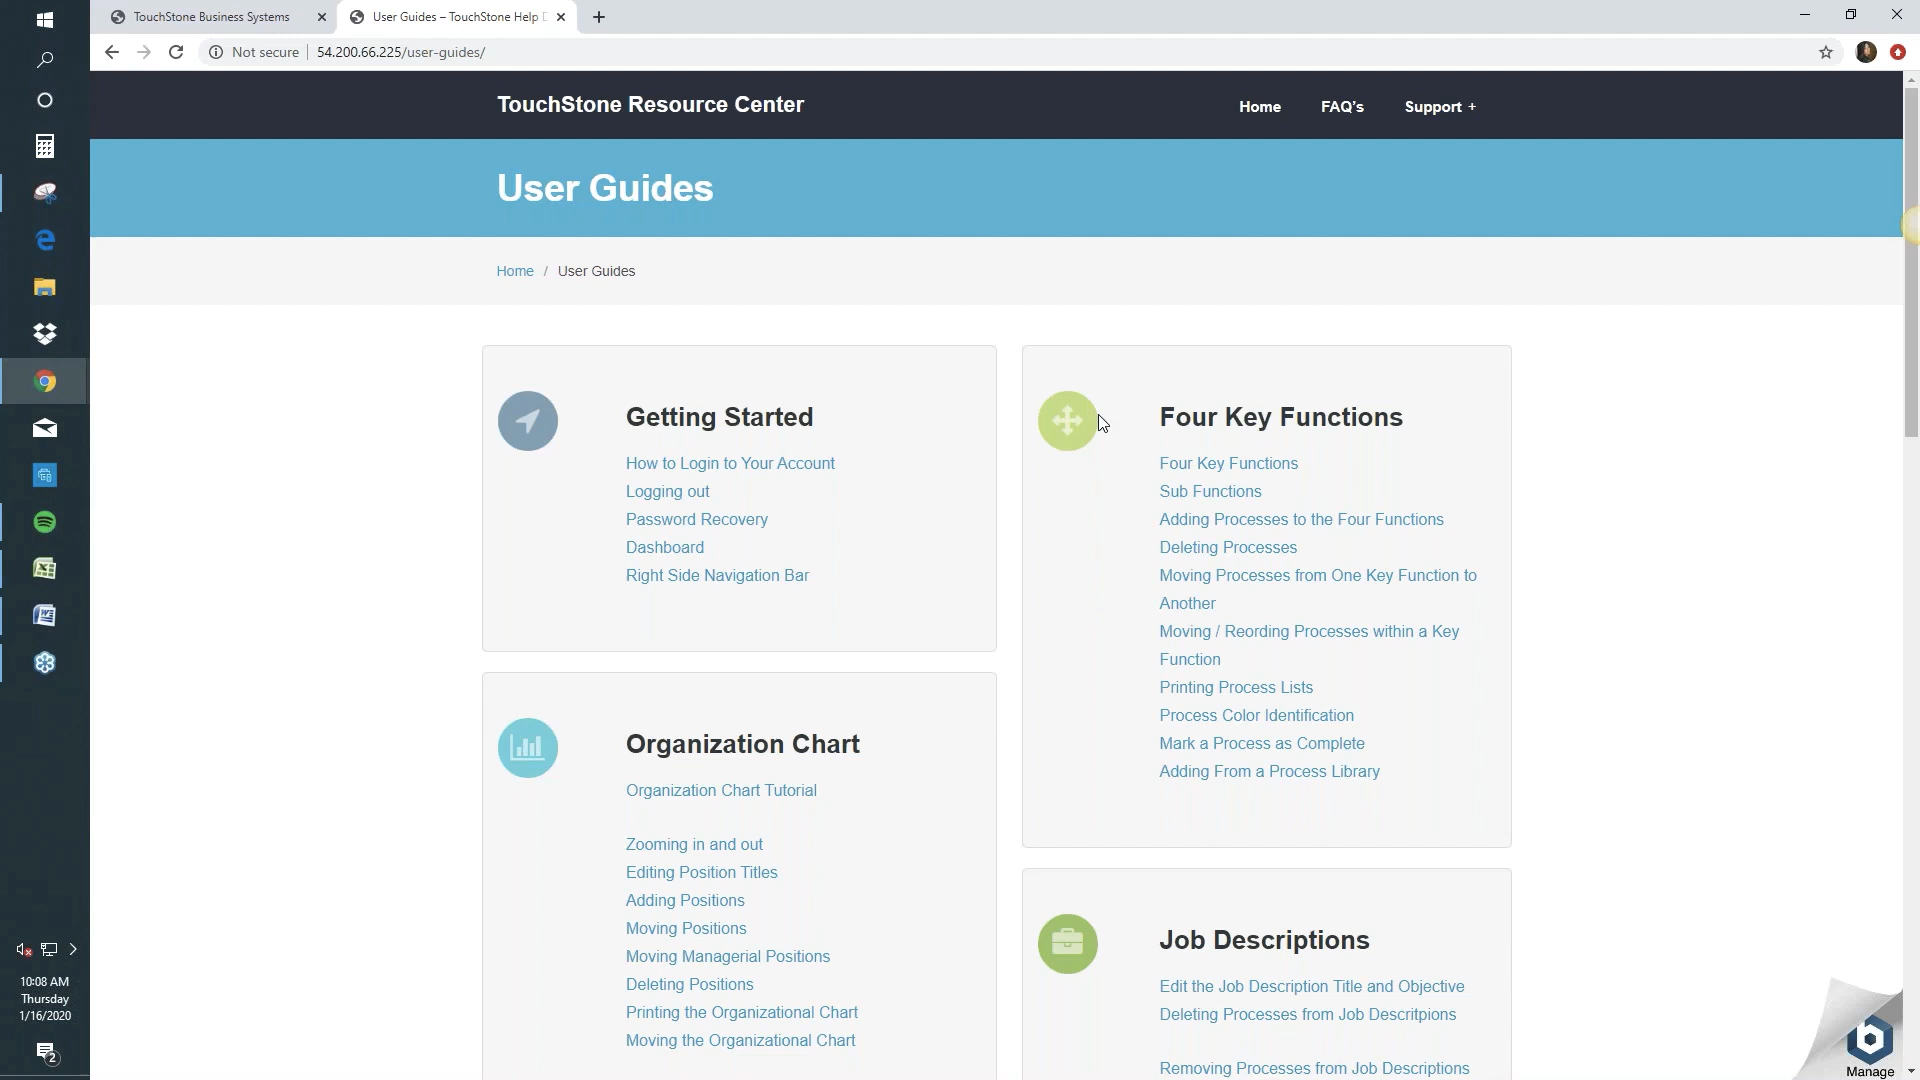 TouchStone Business Systems
User Guides – TouchStone Help D
Not secure
54.200.66.225/user-guides/
TouchStone Resource Center
Home
FAQ's
Support +
User Guides
Home / User Guides
Getting Started
How to Login to Your Account
Logging out
Password Recovery
Dashboard
Right Side Navigation Bar
Four Key Functions
Four Key Functions
Sub Functions
Adding Processes to the Four Functions
Deleting Processes
Moving Processes from One Key Function to
Another
Moving / Reording Processes within a Key
Function
Printing Process Lists
Process Color Identification
Mark a Process as Complete
Adding From a Process Library
Organization Chart
Organization Chart Tutorial
Zooming in and out
Editing Position Titles
Adding Positions
Moving Positions
Moving Managerial Positions
Deleting Positions
Printing the Organizational Chart
Moving the Organizational Chart
Job Descriptions
Edit the Job Description Title and Objective
Deleting Processes from Job Descritpions
Removing Processes from Job Descriptions
10:08 AM
Thursday
1/16/2020
2
Manage